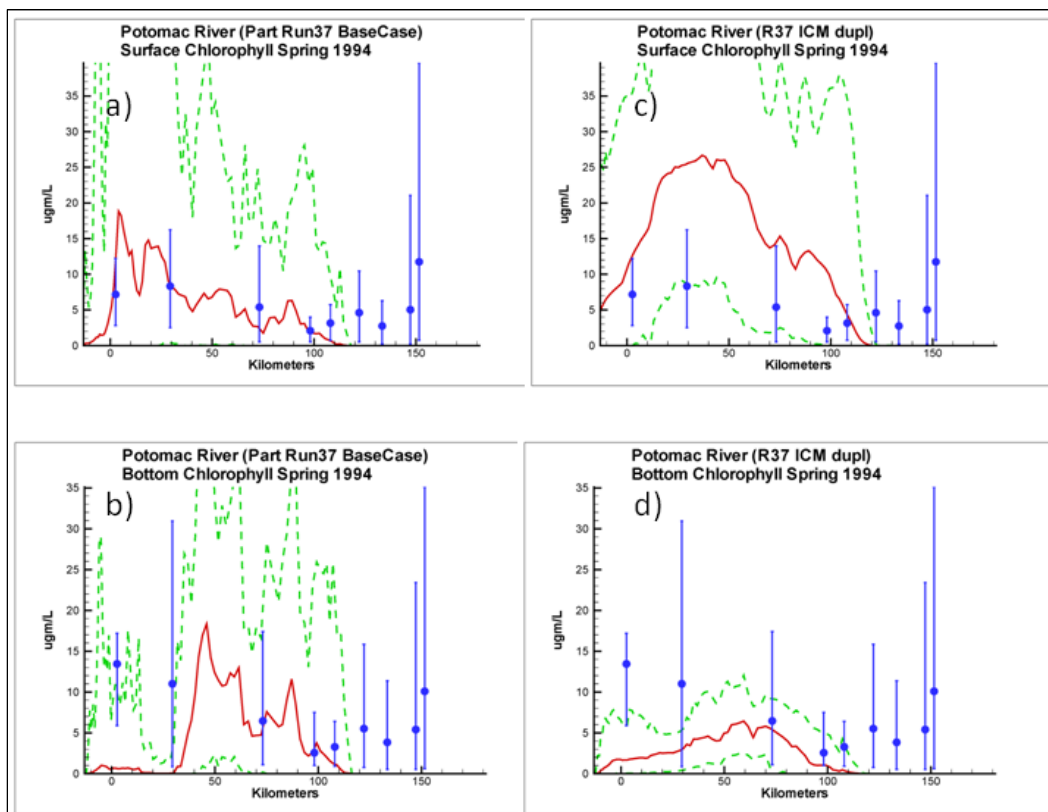 Potomac River (Part Run37 BaseCase)
Surface Chlorophyll Spring 1994
a)
35
30
25
20
15
10
5
0
ugm/L
0
50
100
150
Kilometers
Potomac River (R37 ICM dupl)
Surface Chlorophyll Spring 1994
c)
35
30
25
20
15
10
5
0
ugm/L
0
50
100
150
Kilometers
Potomac River (Part Run37 BaseCase)
Bottom Chlorophyll Spring 1994
b)
35
30
25
20
15
10
5
0
ugm/L
0
50
100
150
Kilometers
Potomac River (R37 ICM dupl)
Bottom Chlorophyll Spring 1994
d)
35
30
25
20
15
10
5
0
ugm/L
0
50
100
150
Kilometers